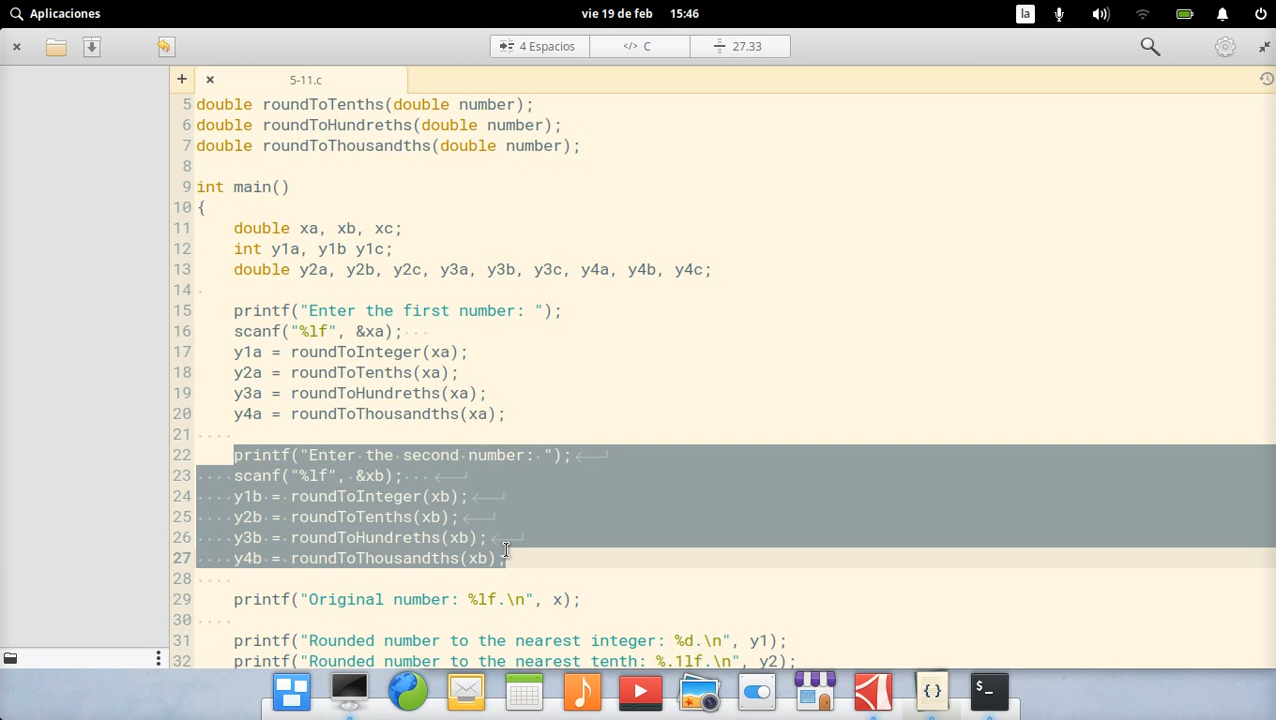 Aplicaciones
vie 19 de feb 15:46
la
4 Espacios
</> C
27.33
5-11.c
5 double roundToTenths(double number);
6 double roundToHundreths(double number);
7 double roundToThousandths(double number);
8
9 int main()
10 {
11 double xa, xb, xc;
12 int y1a, y1b y1c;
13 double y2a, y2b, y2c, y3a, y3b, y3c, y4a, y4b, y4c;
14
15 printf("Enter the first number: ");
16 scanf("%lf", &xa);
17 y1a = roundToInteger(xa);
18 y2a = roundToTenths(xa);
19 y3a = roundToHundreths(xa);
20 y4a = roundToThousandths(xa);
21
22 printf("Enter the second number: ");
23 scanf("%lf", &xb);
24 y1b = roundToInteger(xb);
25 y2b = roundToTenths(xb);
26 y3b = roundToHundreths(xb);
27 y4b = roundToThousandths(xb);
28
29 printf("Original number: %lf.\n", x);
30
31 printf("Rounded number to the nearest integer: %d.\n", y1);
32 printf("Rounded number to the nearest tenth: %.1lf.\n", y2);